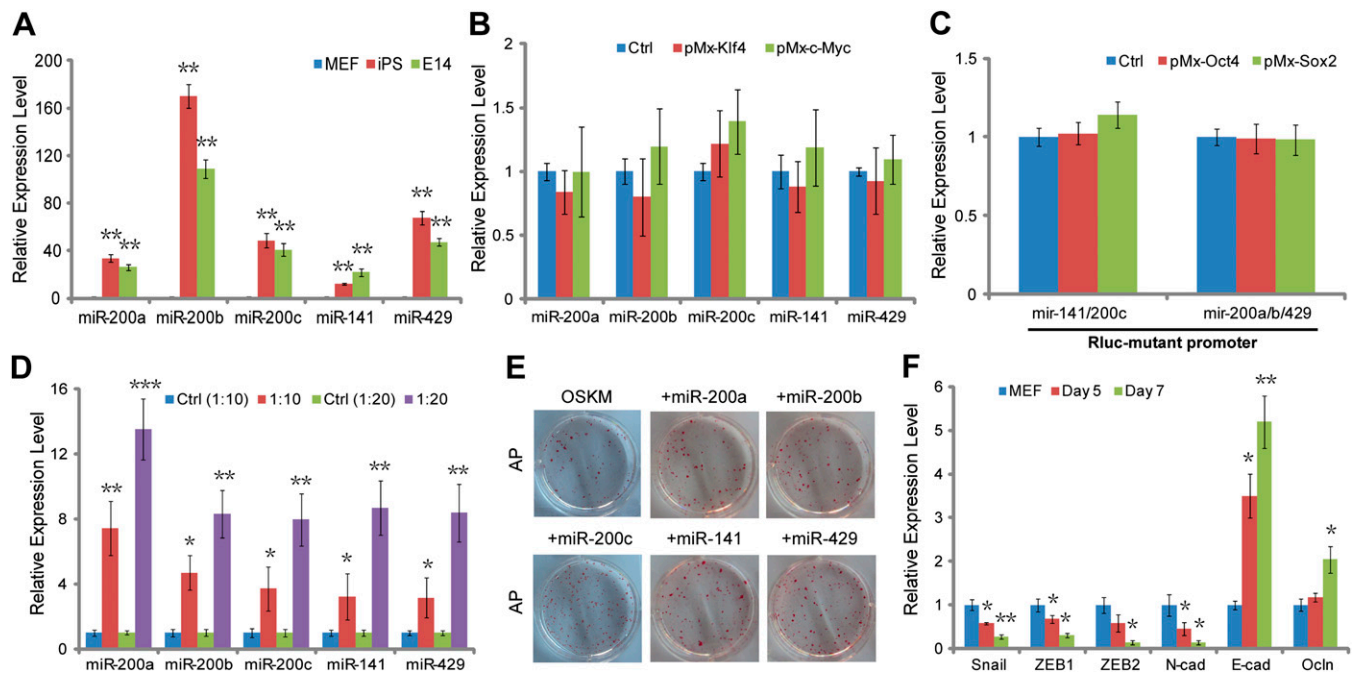 A
Relative Expression Level
MEF iPS E14
200
160
120
80
40
0
** ** ** ** ** ** ** ** ** **
miR-200a miR-200b miR-200c miR-141 miR-429
B
Relative Expression Level
Ctrl pMx-Klf4 pMx-c-Myc
2
1.5
1
0.5
0
miR-200a miR-200b miR-200c miR-141 miR-429
C
Relative Expression Level
Ctrl pMx-Oct4 pMx-Sox2
1.5
1
0.5
0
mir-141/200c mir-200a/b/429
Rluc-mutant promoter
D
Relative Expression Level
Ctrl (1:10) 1:10 Ctrl (1:20) 1:20
16
12
8
4
0
** *** * ** * ** * ** * **
miR-200a miR-200b miR-200c miR-141 miR-429
E
OSKM +miR-200a +miR-200b
AP
+miR-200c +miR-141 +miR-429
AP
F
Relative Expression Level
MEF Day 5 Day 7
6
5
4
3
2
1
0
* ** * * * * * * ** *
Snail ZEB1 ZEB2 N-cad E-cad Ocln